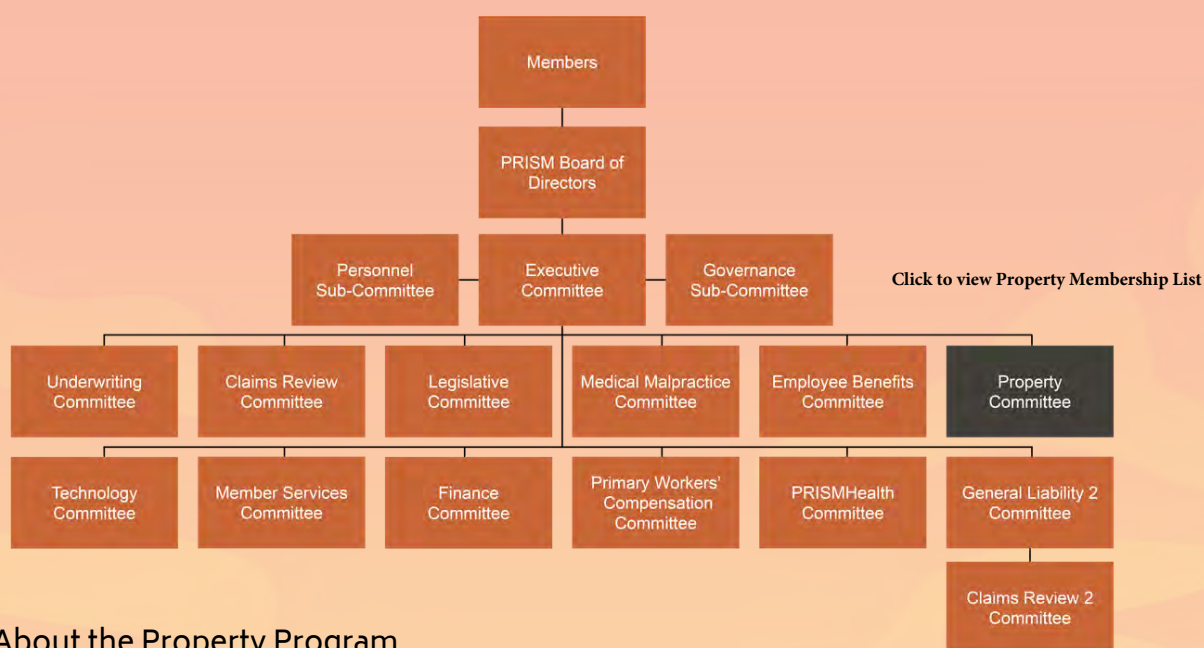 Members
PRISM Board of
Directors
Personnel
Sub-Committee
Executive
Committee
Governance
Sub-Committee
Click to view Property Membership List
Underwriting
Committee
Claims Review
Committee
Legislative
Committee
Medical Malpractice
Committee
Employee Benefits
Committee
Property
Committee
Technology
Committee
Member Services
Committee
Finance
Committee
Primary Workers'
Compensation
Committee
PRISMHealth
Committee
General Liability 2
Committee
Claims Review 2
Committee
About the Property Program